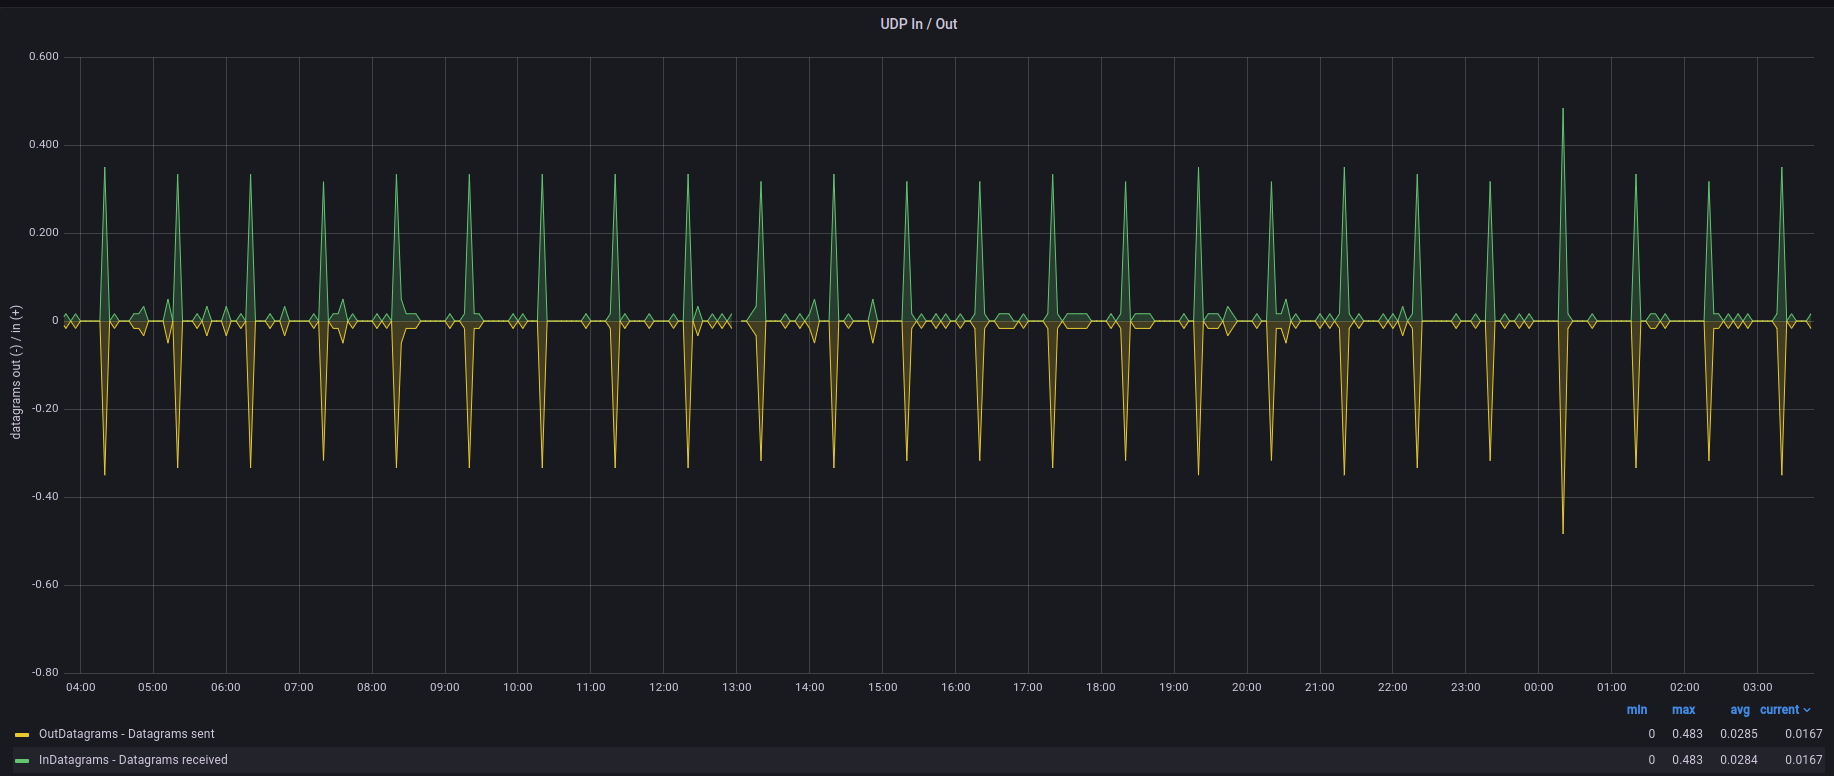 UDP In / Out
0.600
0.400
0.200
0
-0.20
-0.40
-0.60
-0.80
datagrams out (-) / in (+)
04:00 05:00 06:00 07:00 08:00 09:00 10:00 11:00 12:00 13:00 14:00 15:00 16:00 17:00 18:00 19:00 20:00 21:00 22:00 23:00 00:00 01:00 02:00 03:00
min max avg current
OutDatagrams - Datagrams sent 0 0.483 0.0285 0.0167
InDatagrams - Datagrams received 0 0.483 0.0284 0.0167